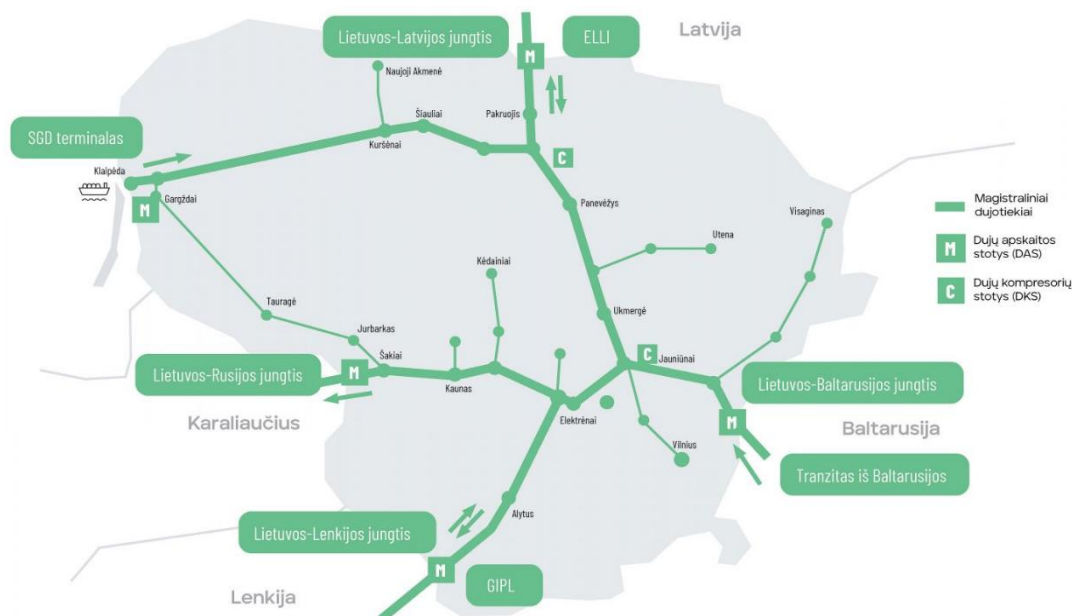 Lietuvos-Latvijos jungtis
ELLI
Latvija
M
Naujoji Akmenė
Pakruojis
Šiauliai
Kuršėnai
SGD terminalas
C
Klaipėda
Gargždai
M
Panevėžys
Visaginas
Utena
Magistraliniai
dujotiekiai
M
Dujų apskaitos
stotys (DAS)
C
Dujų kompresorių
stotys (DKS)
Kėdainiai
Tauragė
Ukmergė
Jurbarkas
Šakiai
C
Jauniūnai
Lietuvos-Rusijos jungtis
M
Kaunas
Lietuvos-Baltarusijos jungtis
Karaliaučius
Elektrėnai
M
Baltarusija
Vilnius
Tranzitas iš Baltarusijos
Alytus
Lietuvos-Lenkijos jungtis
M
GIPL
Lenkija